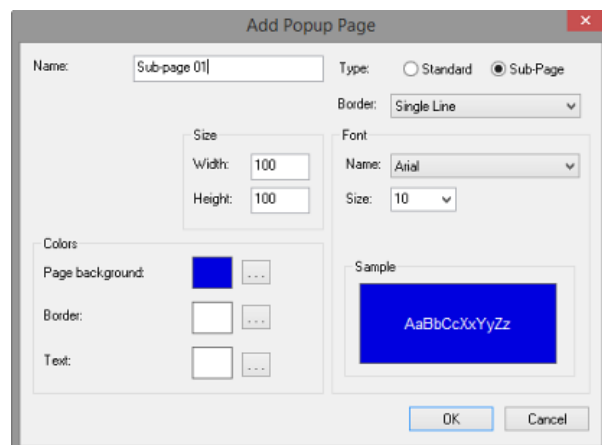 Add Popup Page
x
Name: Sub-page 01
Type: Standard Sub-Page
Border: Single Line
Size
Width: 100
Height: 100
Font
Name: Arial
Size: 10
Colors
Page background: ...
Border: ...
Text: ...
Sample
AaBbCcXxYyZz
OK Cancel